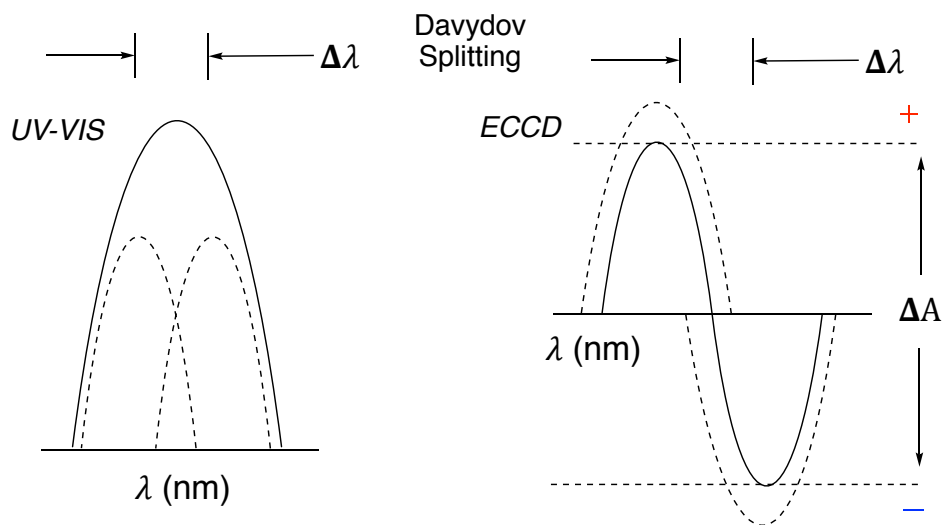 Davydov
Splitting
𝚫λ
𝚫λ
UV-VIS
ECCD
+
𝚫A
λ (nm)
λ (nm)
−